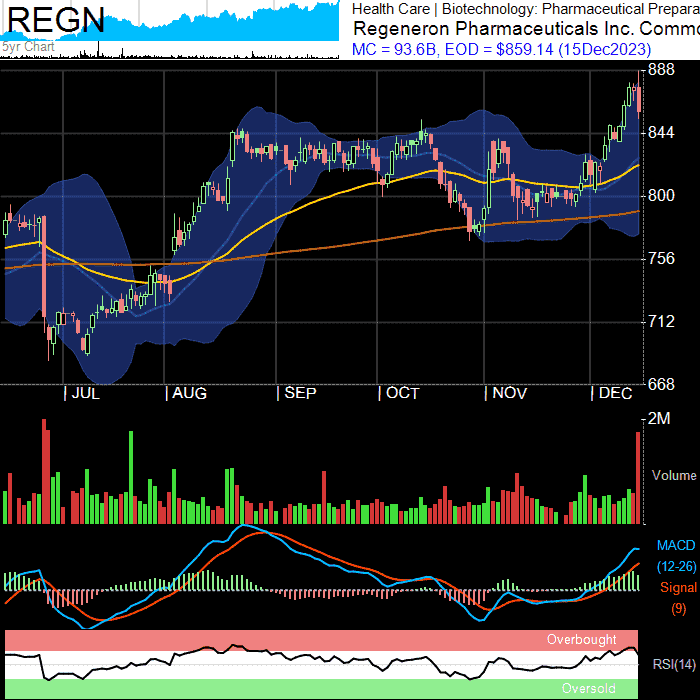 REGN
5yr Chart
Health Care | Biotechnology: Pharmaceutical Prepara
Regeneron Pharmaceuticals Inc. Commo
MC = 93.6B, EOD = $859.14 (15Dec2023)
888
844
800
756
712
668
| JUL | AUG | SEP | OCT | NOV | DEC
2M
Volume
MACD
(12-26)
Signal
(9)
Overbought
RSI(14)
Oversold